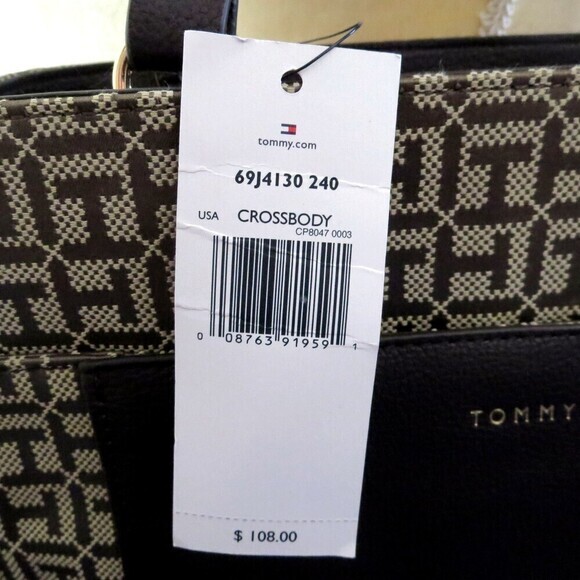 tommy.com
69J4130 240
USA CROSSBODY
CP8047 0003
0 08763 91959 1
$ 108.00
TOMMY